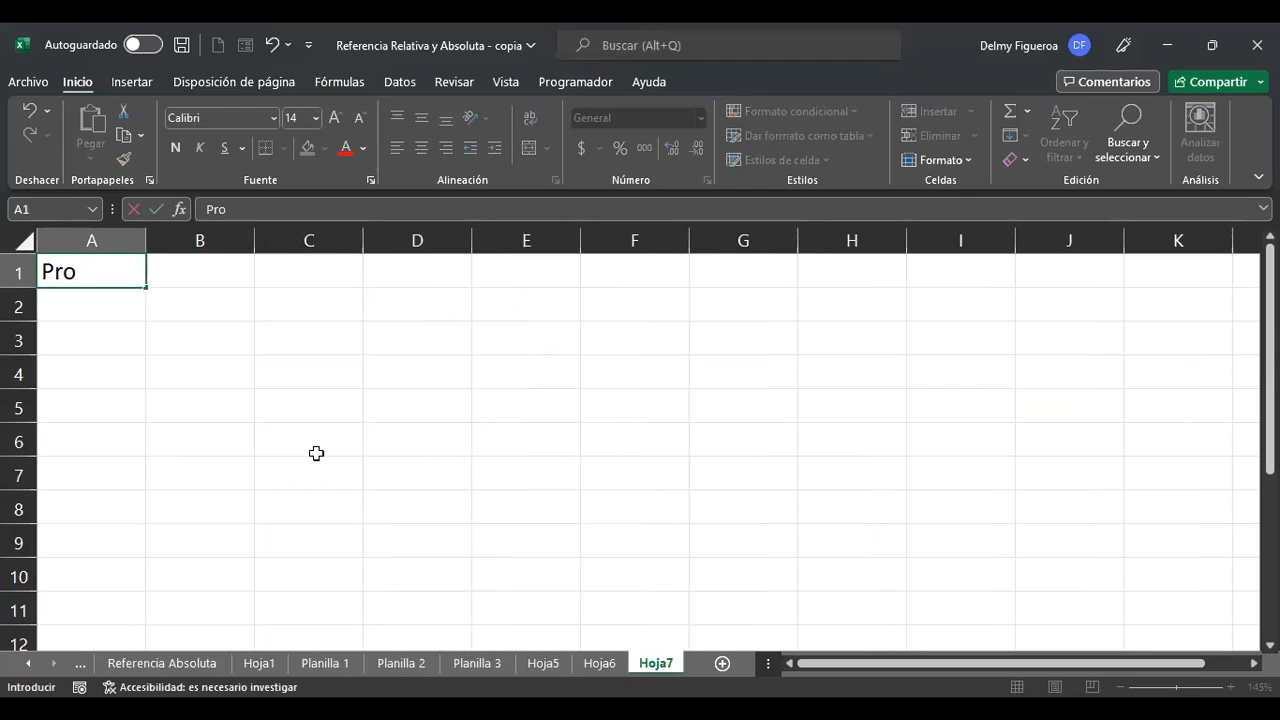 Autoguardado
Referencia Relativa y Absoluta - copia
Buscar (Alt+Q)
Delmy Figueroa
DF
Archivo Inicio Insertar Disposición de página Fórmulas Datos Revisar Vista Programador Ayuda
Comentarios
Compartir
Pegar
Calibri
14
N K S
General
$ % 000
Formato condicional
Dar formato como tabla
Estilos de celda
Insertar
Eliminar
Formato
Ordenar y
filtrar
Buscar y
seleccionar
Analizar
datos
Deshacer Portapapeles Fuente Alineación Número Estilos Celdas Edición Análisis
A1
fx
Pro
A B C D E F G H I J K
1 Pro
2
3
4
5
6
7
8
9
10
11
12
... Referencia Absoluta Hoja1 Planilla 1 Planilla 2 Planilla 3 Hoja5 Hoja6 Hoja7
Introducir
Accesibilidad: es necesario investigar
145%